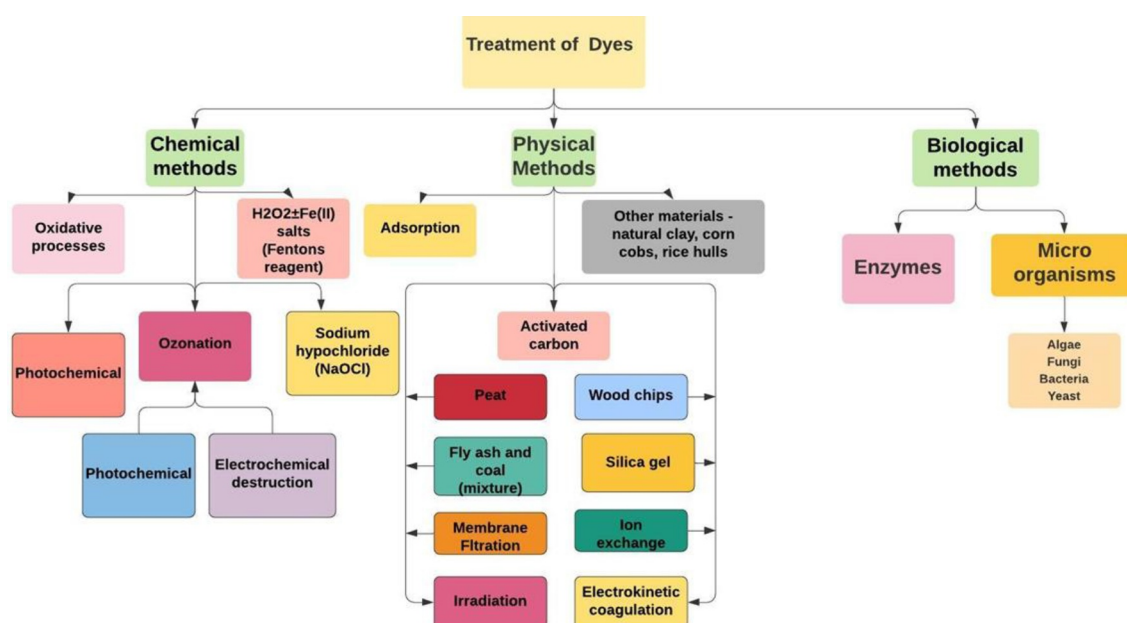 Treatment of Dyes
Chemical
methods
Physical
Methods
Biological
methods
Oxidative
processes
H2O2±Fe(II)
salts
(Fentons
reagent)
Adsorption
Other materials -
natural clay, corn
cobs, rice hulls
Enzymes
Micro
organisms
Photochemical
Ozonation
Sodium
hypochloride
(NaOCl)
Activated
carbon
Algae
Fungi
Bacteria
Yeast
Peat
Wood chips
Photochemical
Electrochemical
destruction
Fly ash and
coal
(mixture)
Silica gel
Membrane
Fltration
Ion
exchange
Irradiation
Electrokinetic
coagulation